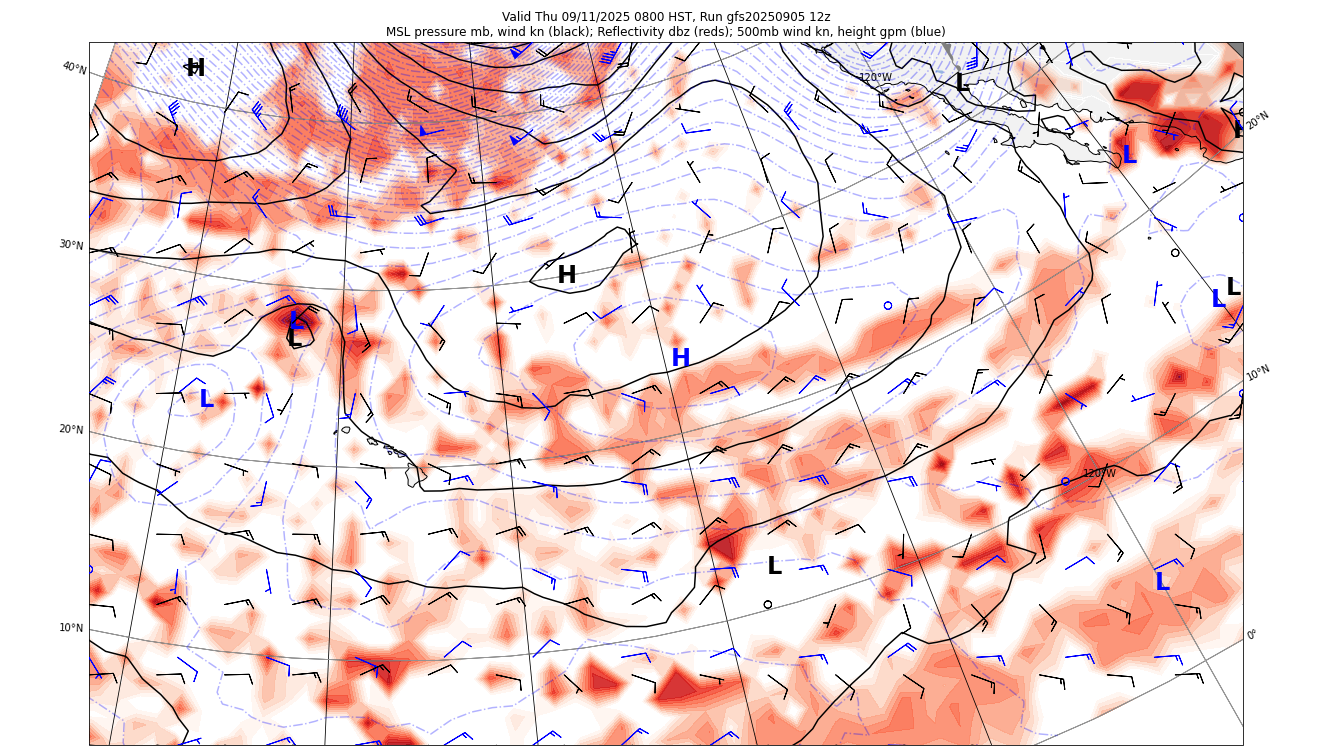 Valid Thu 09/11/2025 0800 HST, Run gfs20250905 12z
MSL pressure mb, wind kn (black); Reflectivity dbz (reds); 500mb wind kn, height gpm (blue)
40°N
H
120°W
L
20°N
H
L
30°N
H
L
L
L
L
H
10°N
L
20°N
120°W
L
L
10°N
0°